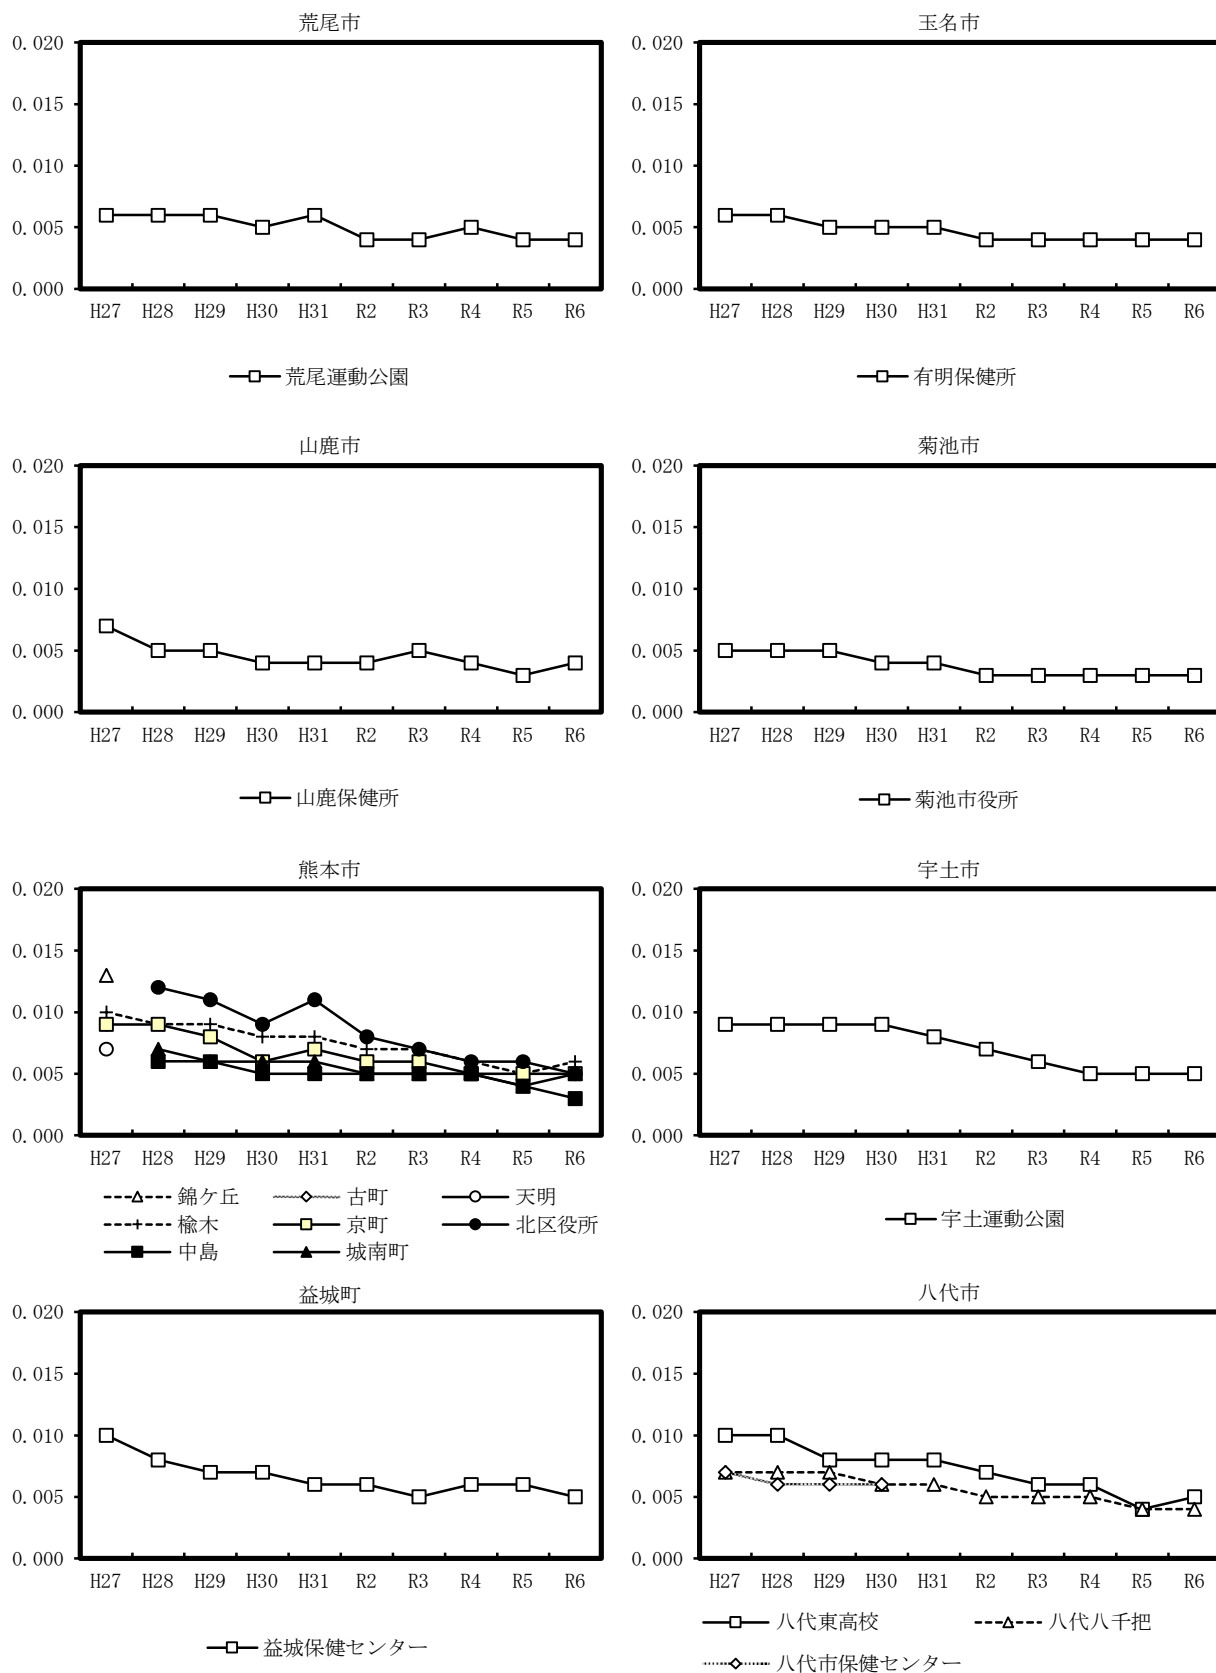 荒尾市
0.020
0.015
0.010
0.005
0.000
H27 H28 H29 H30 H31 R2 R3 R4 R5 R6
荒尾運動公園
玉名市
0.020
0.015
0.010
0.005
0.000
H27 H28 H29 H30 H31 R2 R3 R4 R5 R6
有明保健所
山鹿市
0.020
0.015
0.010
0.005
0.000
H27 H28 H29 H30 H31 R2 R3 R4 R5 R6
山鹿保健所
菊池市
0.020
0.015
0.010
0.005
0.000
H27 H28 H29 H30 H31 R2 R3 R4 R5 R6
菊池市役所
熊本市
0.020
0.015
0.010
0.005
0.000
H27 H28 H29 H30 H31 R2 R3 R4 R5 R6
錦ケ丘 古町 天明
楡木 京町 北区役所
中島 城南町
宇土市
0.020
0.015
0.010
0.005
0.000
H27 H28 H29 H30 H31 R2 R3 R4 R5 R6
宇土運動公園
益城町
0.020
0.015
0.010
0.005
0.000
H27 H28 H29 H30 H31 R2 R3 R4 R5 R6
益城保健センター
八代市
0.020
0.015
0.010
0.005
0.000
H27 H28 H29 H30 H31 R2 R3 R4 R5 R6
八代東高校 八代八千把
八代市保健センター